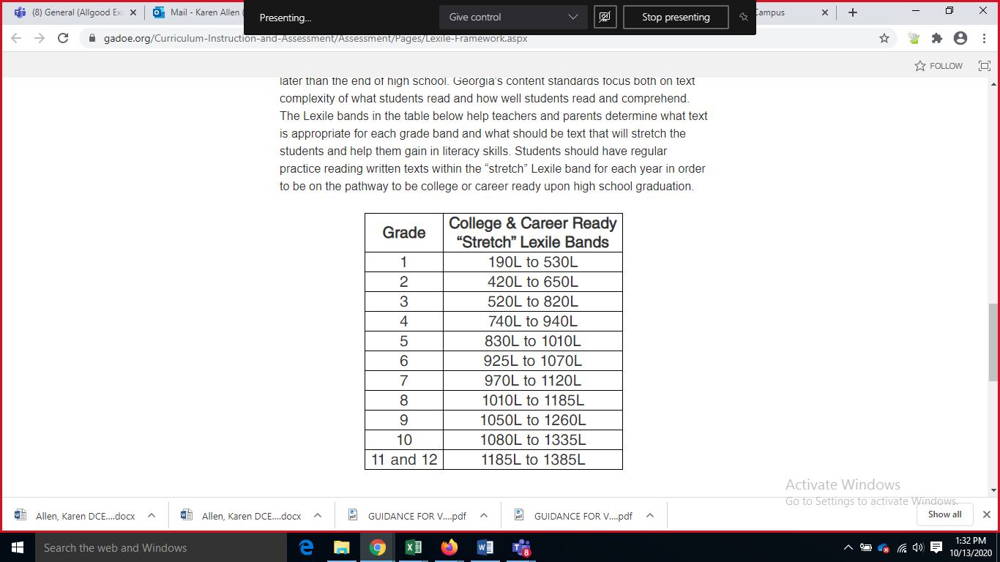 (8) General (Allgood Ex
Mail - Karen Allen
Presenting...
Give control
Stop presenting
Campus
gadoe.org/Curriculum-Instruction-and-Assessment/Assessment/Pages/Lexile-Framework.aspx
FOLLOW
later than the end of high school. Georgia's content standards focus both on text
complexity of what students read and how well students read and comprehend.
The Lexile bands in the table below help teachers and parents determine what text
is appropriate for each grade band and what should be text that will stretch the
students and help them gain in literacy skills. Students should have regular
practice reading written texts within the “stretch” Lexile band for each year in order
to be on the pathway to be college or career ready upon high school graduation.
Grade College & Career Ready “Stretch” Lexile Bands
1 190L to 530L
2 420L to 650L
3 520L to 820L
4 740L to 940L
5 830L to 1010L
6 925L to 1070L
7 970L to 1120L
8 1010L to 1185L
9 1050L to 1260L
10 1080L to 1335L
11 and 12 1185L to 1385L
Activate Windows
Go to Settings to activate Windows.
Allen, Karen DCE....docx
Allen, Karen DCE....docx
GUIDANCE FOR V....pdf
GUIDANCE FOR V....pdf
Show all
Search the web and Windows
8
1:32 PM
10/13/2020